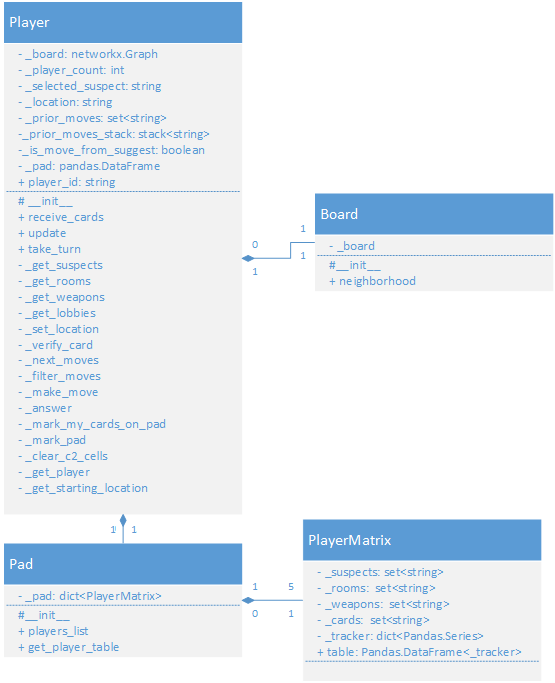 Player
- _board: networkx.Graph
- _player_count: int
- _selected_suspect: string
- _location: string
- _prior_moves: set<string>
-_prior_moves_stack: stack<string>
-_is_move_from_suggest: boolean
- _pad: pandas.DataFrame
+ player_id: string
# __init__
+ receive_cards
+ update
+ take_turn
- _get_suspects
- _get_rooms
- _get_weapons
- _get_lobbies
- _set_location
- _verify_card
- _next_moves
- _filter_moves
- _make_move
- _answer
- _mark_my_cards_on_pad
- _mark_pad
- _clear_c2_cells
- _get_player
- _get_starting_location
0
1
1
1
Board
- _board
#__init__
+ neighborhood
1
1
Pad
- _pad: dict<PlayerMatrix>
#__init__
+ players_list
+ get_player_table
1
0
5
1
PlayerMatrix
- _suspects: set<string>
- _rooms: set<string>
- _weapons: set<string>
- _cards: set<string>
- _tracker: dict<Pandas.Series>
+ table: Pandas.DataFrame<_tracker>